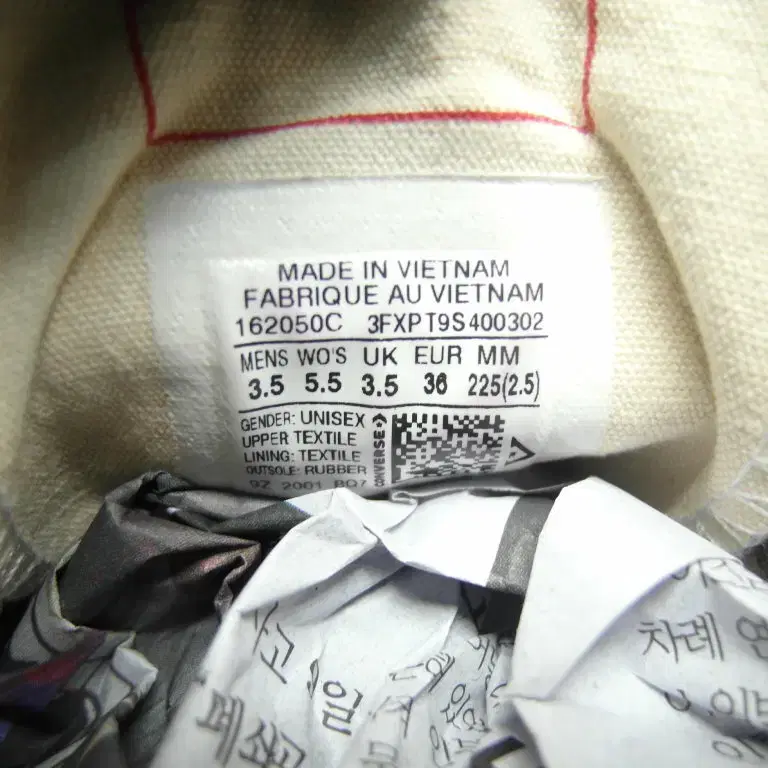 MADE IN VIETNAM
FABRIQUE AU VIETNAM
162050C 3FXPT9S400302
MENS WO'S UK EUR MM
3.5 5.5 3.5 36 225(2.5)
GENDER: UNISEX
UPPER TEXTILE
LINING: TEXTILE
OUTSOLE: RUBBER
CONVERSE
차례 연